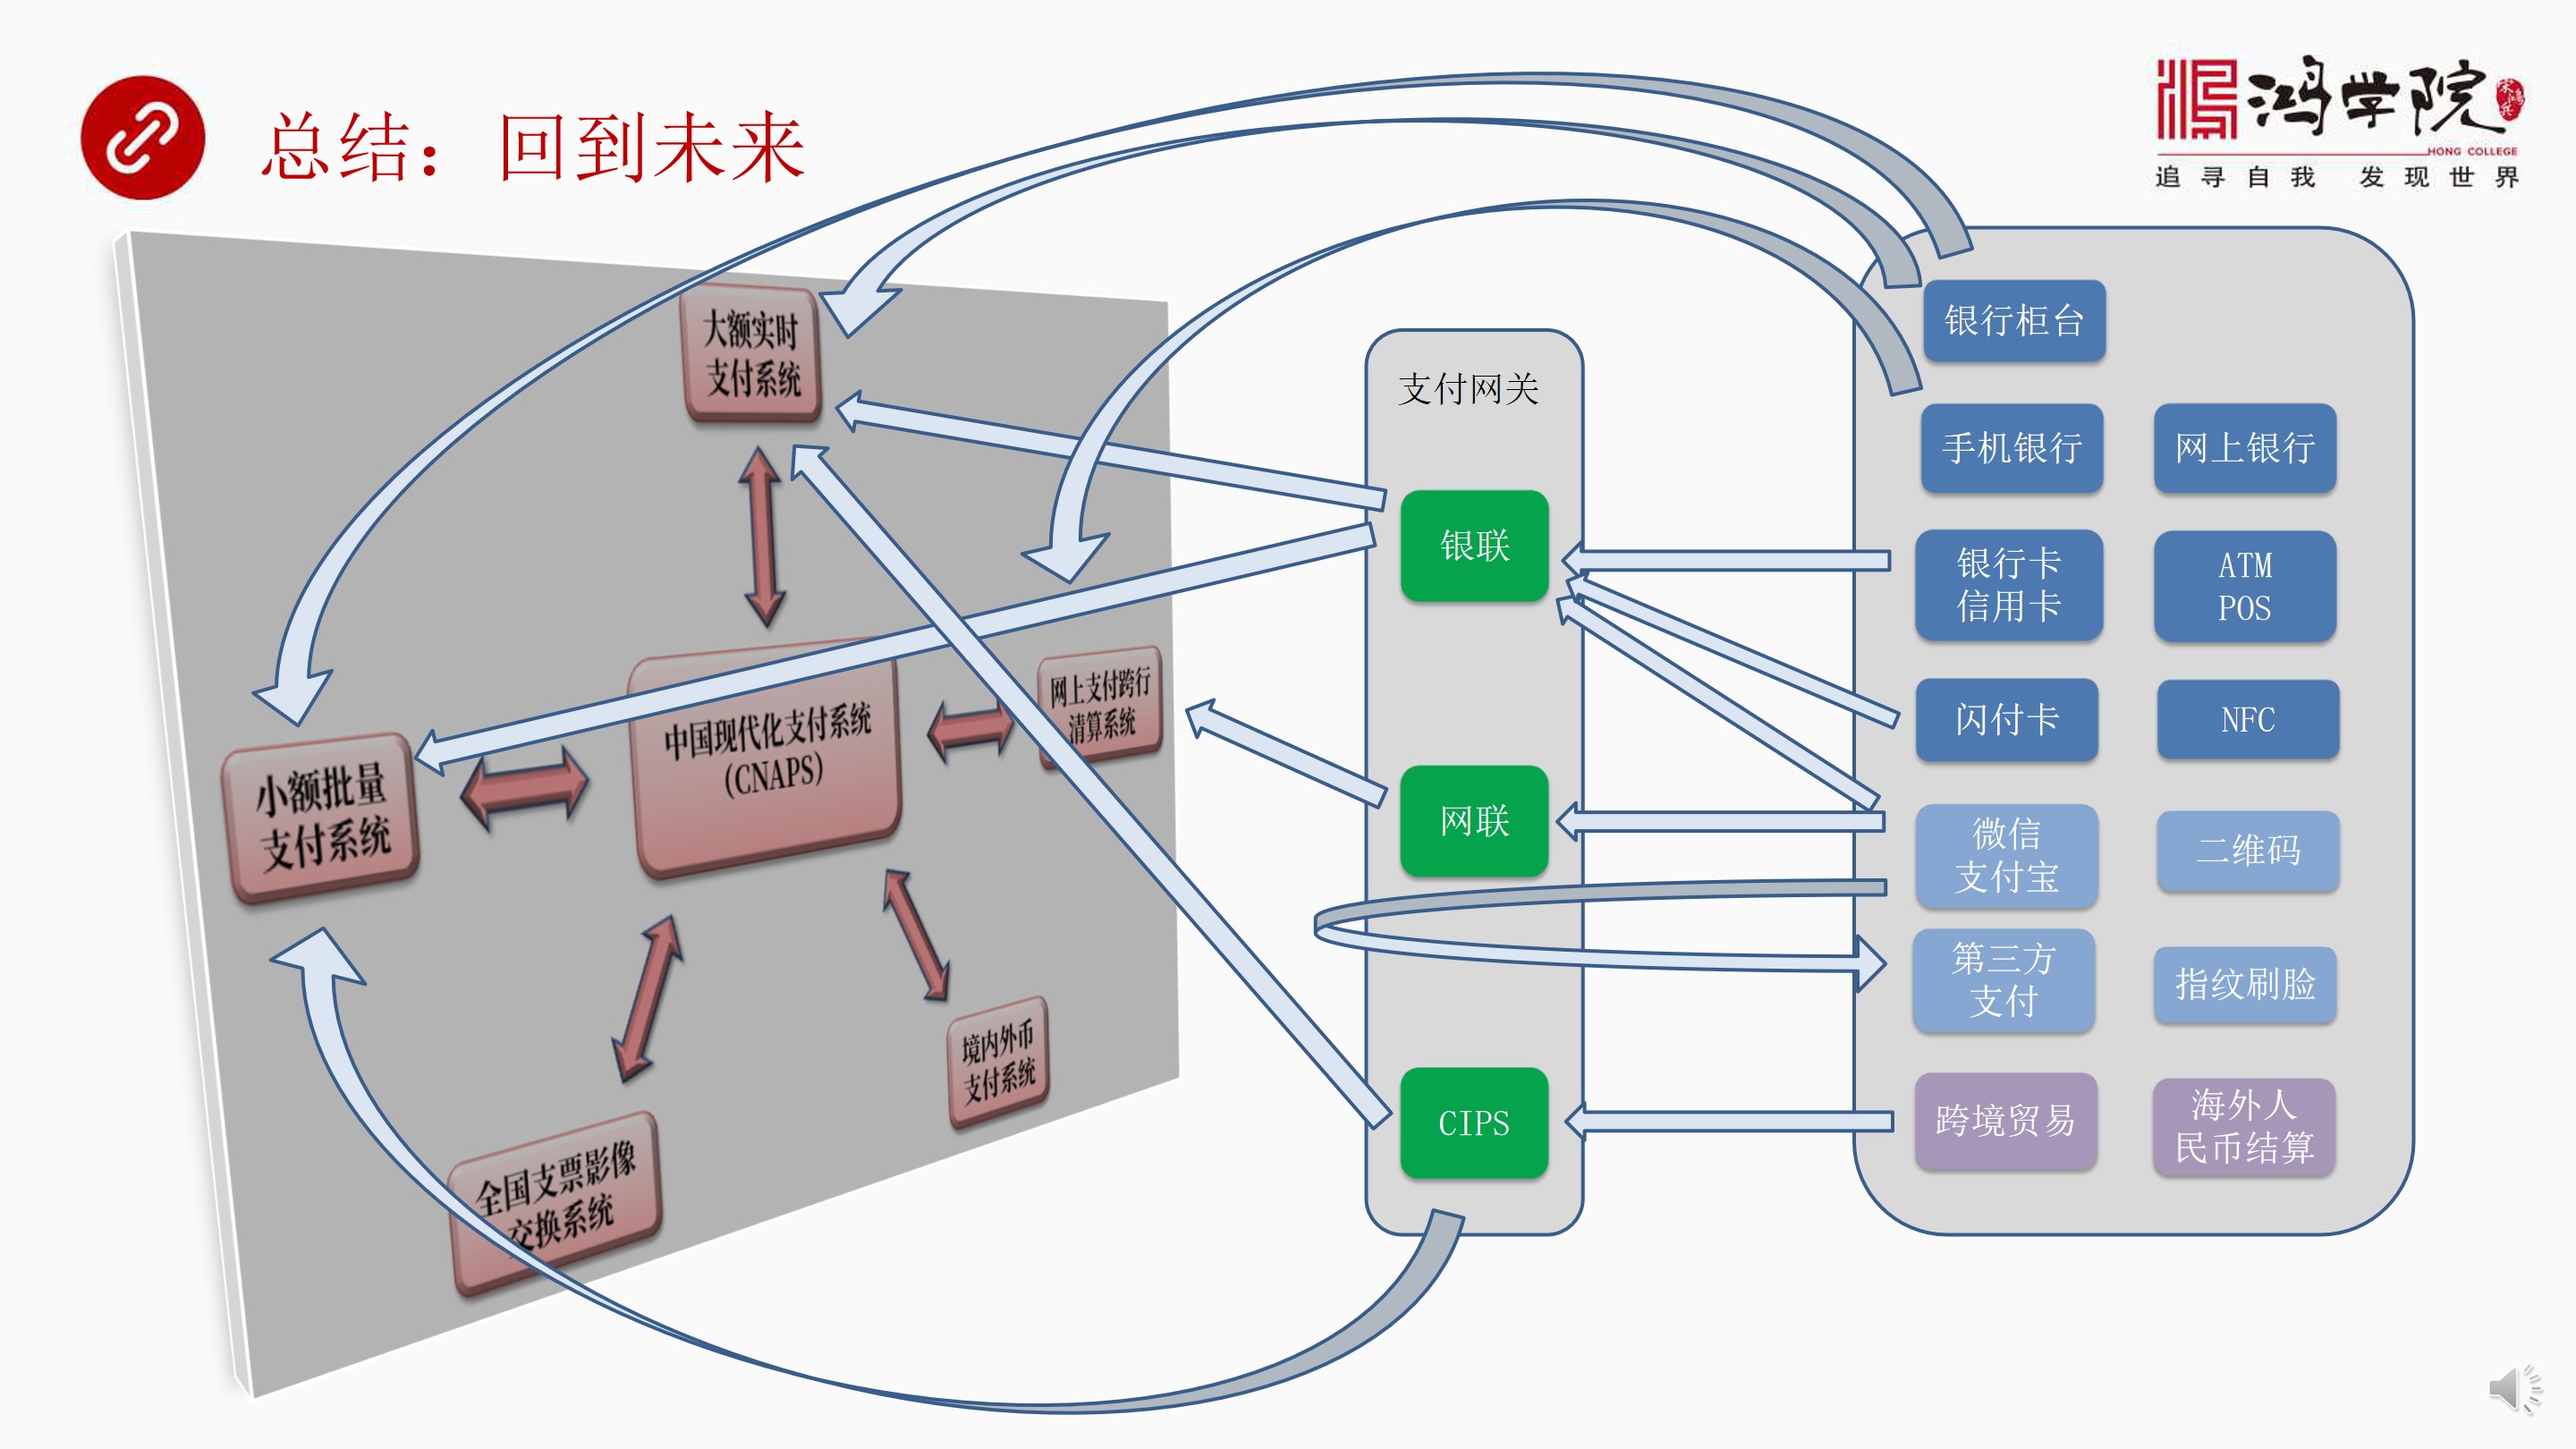 总结：回到未来
鸿学院
HONG COLLEGE
追寻自我 发现世界
大额实时
支付系统
中国现代化支付系统
(CNAPS)
网上支付跨行
清算系统
小额批量
支付系统
境内外币
支付系统
全国支票影像
交换系统
支付网关
银联
网联
CIPS
银行柜台
手机银行
网上银行
银行卡
信用卡
ATM
POS
闪付卡
NFC
微信
支付宝
二维码
第三方
支付
指纹刷脸
跨境贸易
海外人
民币结算